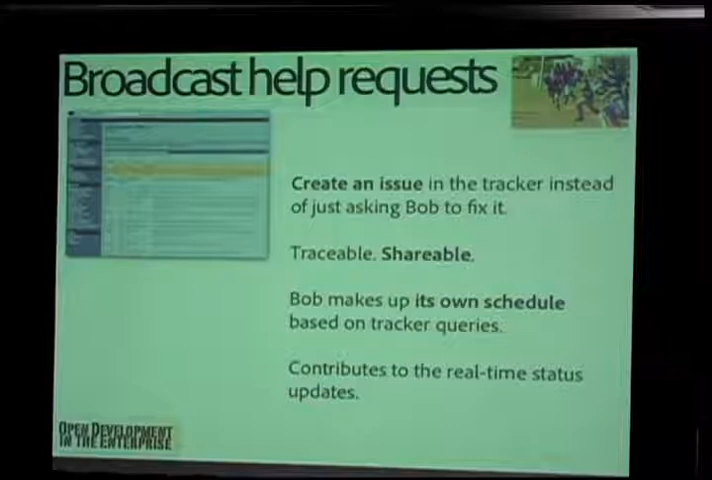 Broadcast help requests
Create an issue in the tracker instead
of just asking Bob to fix it.
Traceable. Shareable.
Bob makes up its own schedule
based on tracker queries.
Contributes to the real-time status
updates.
OPEN DEVELOPMENT
IN THE ENTERPRISE